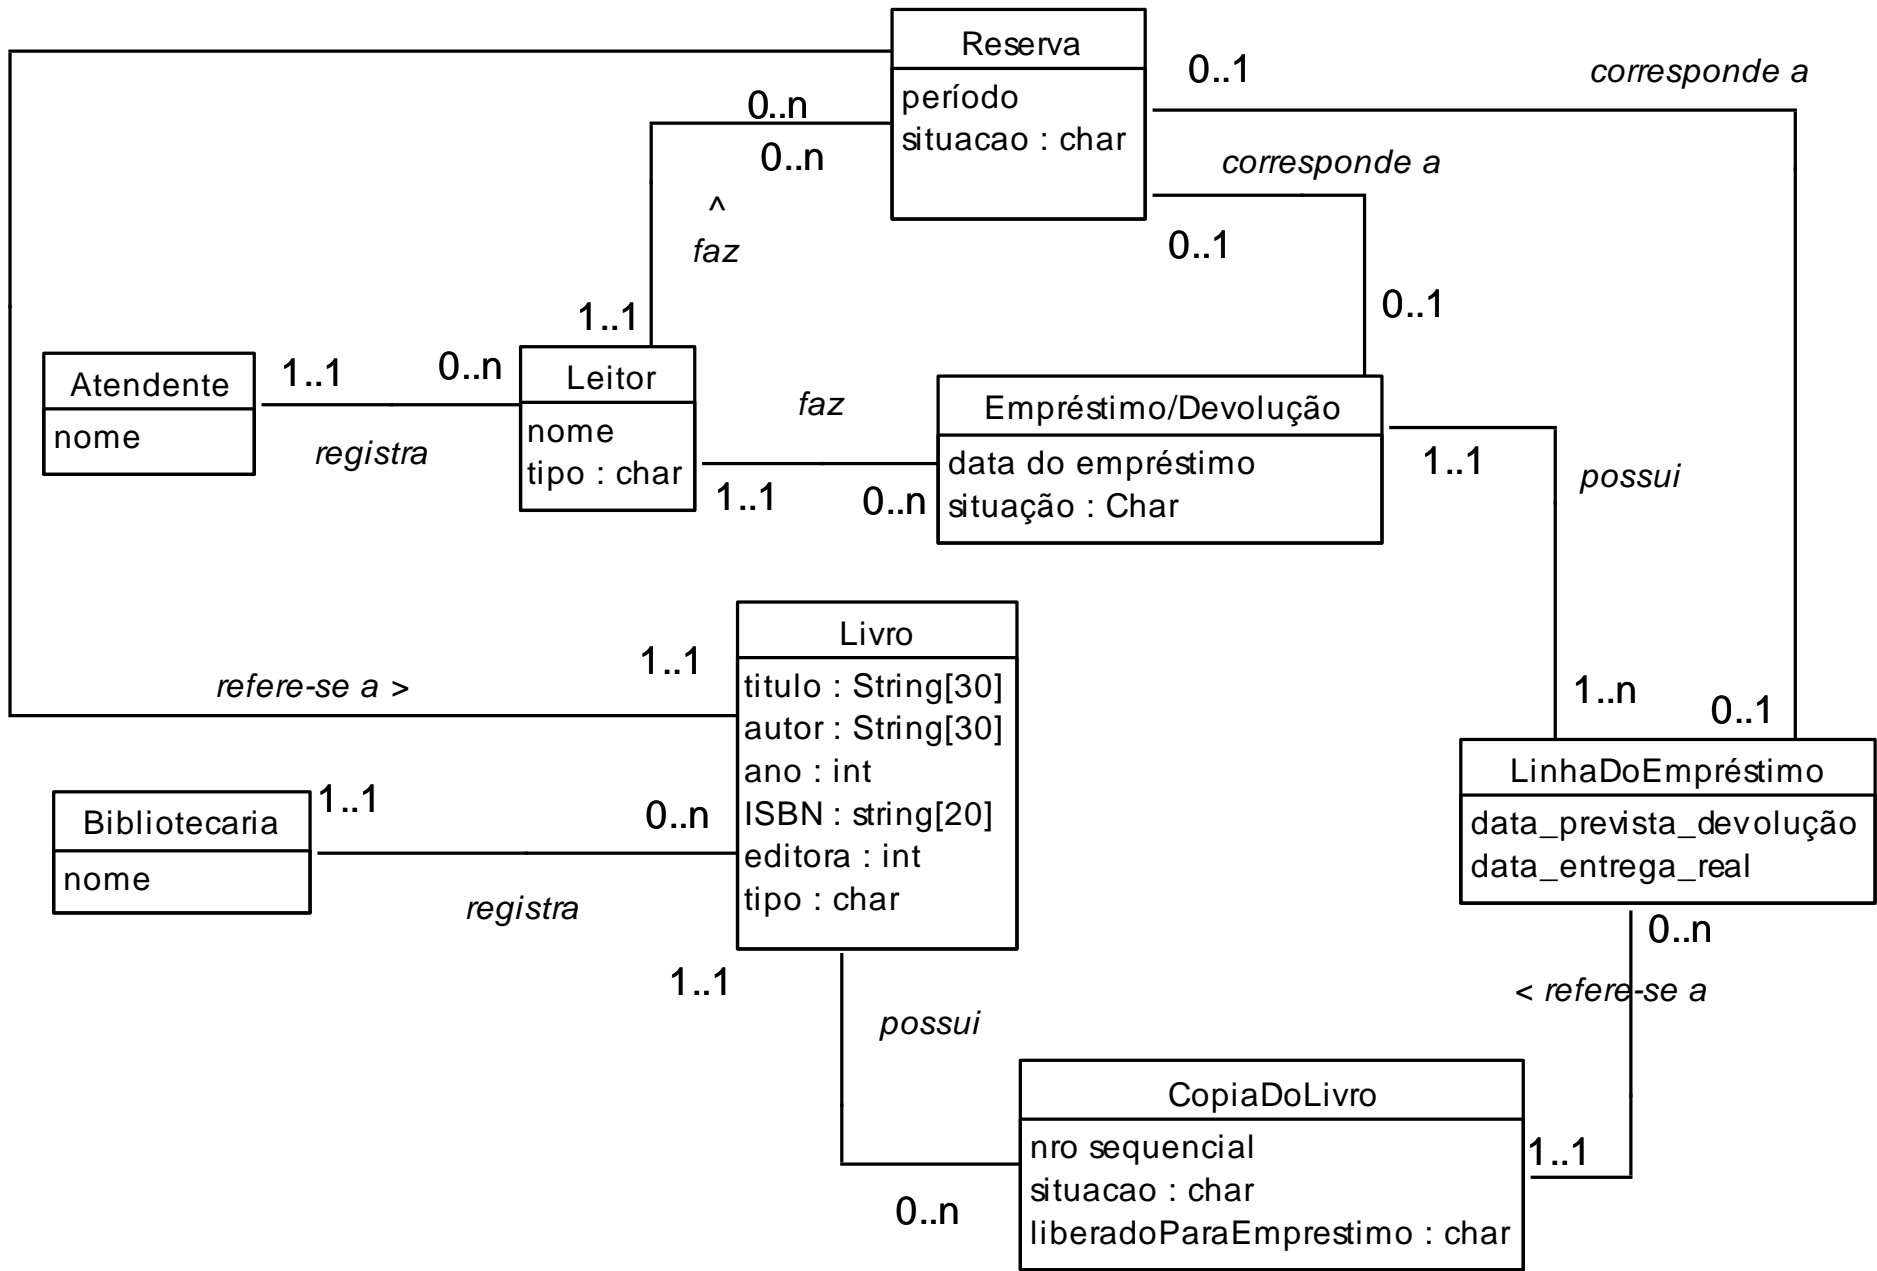 Reserva
período
situacao : char
0..1
corresponde a
0..n
0..n
corresponde a
^
faz
0..1
1..1
0..1
Atendente
nome
1..1
0..n
registra
Leitor
nome
tipo : char
faz
1..1
0..n
Empréstimo/Devolução
data do empréstimo
situação : Char
1..1
possui
1..n
0..1
Livro
titulo : String[30]
autor : String[30]
ano : int
ISBN : string[20]
editora : int
tipo : char
1..1
refere-se a >
Bibliotecaria
nome
1..1
0..n
registra
LinhaDoEmpréstimo
data_prevista_devolução
data_entrega_real
0..n
< refere-se a
1..1
possui
0..n
CopiaDoLivro
nro sequencial
situacao : char
liberadoParaEmprestimo : char
1..1